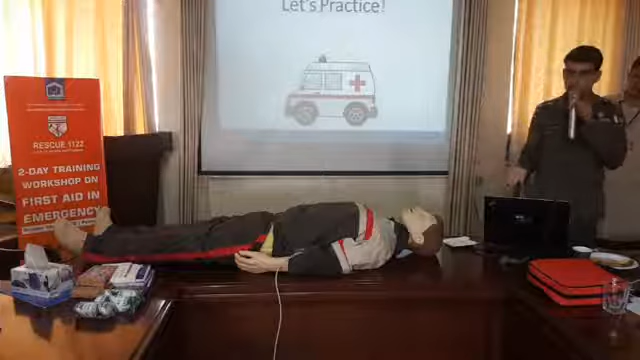 Let's Practice!
RESCUE 1122
2-DAY TRAINING
WORKSHOP ON
FIRST AID IN
EMERGENCY